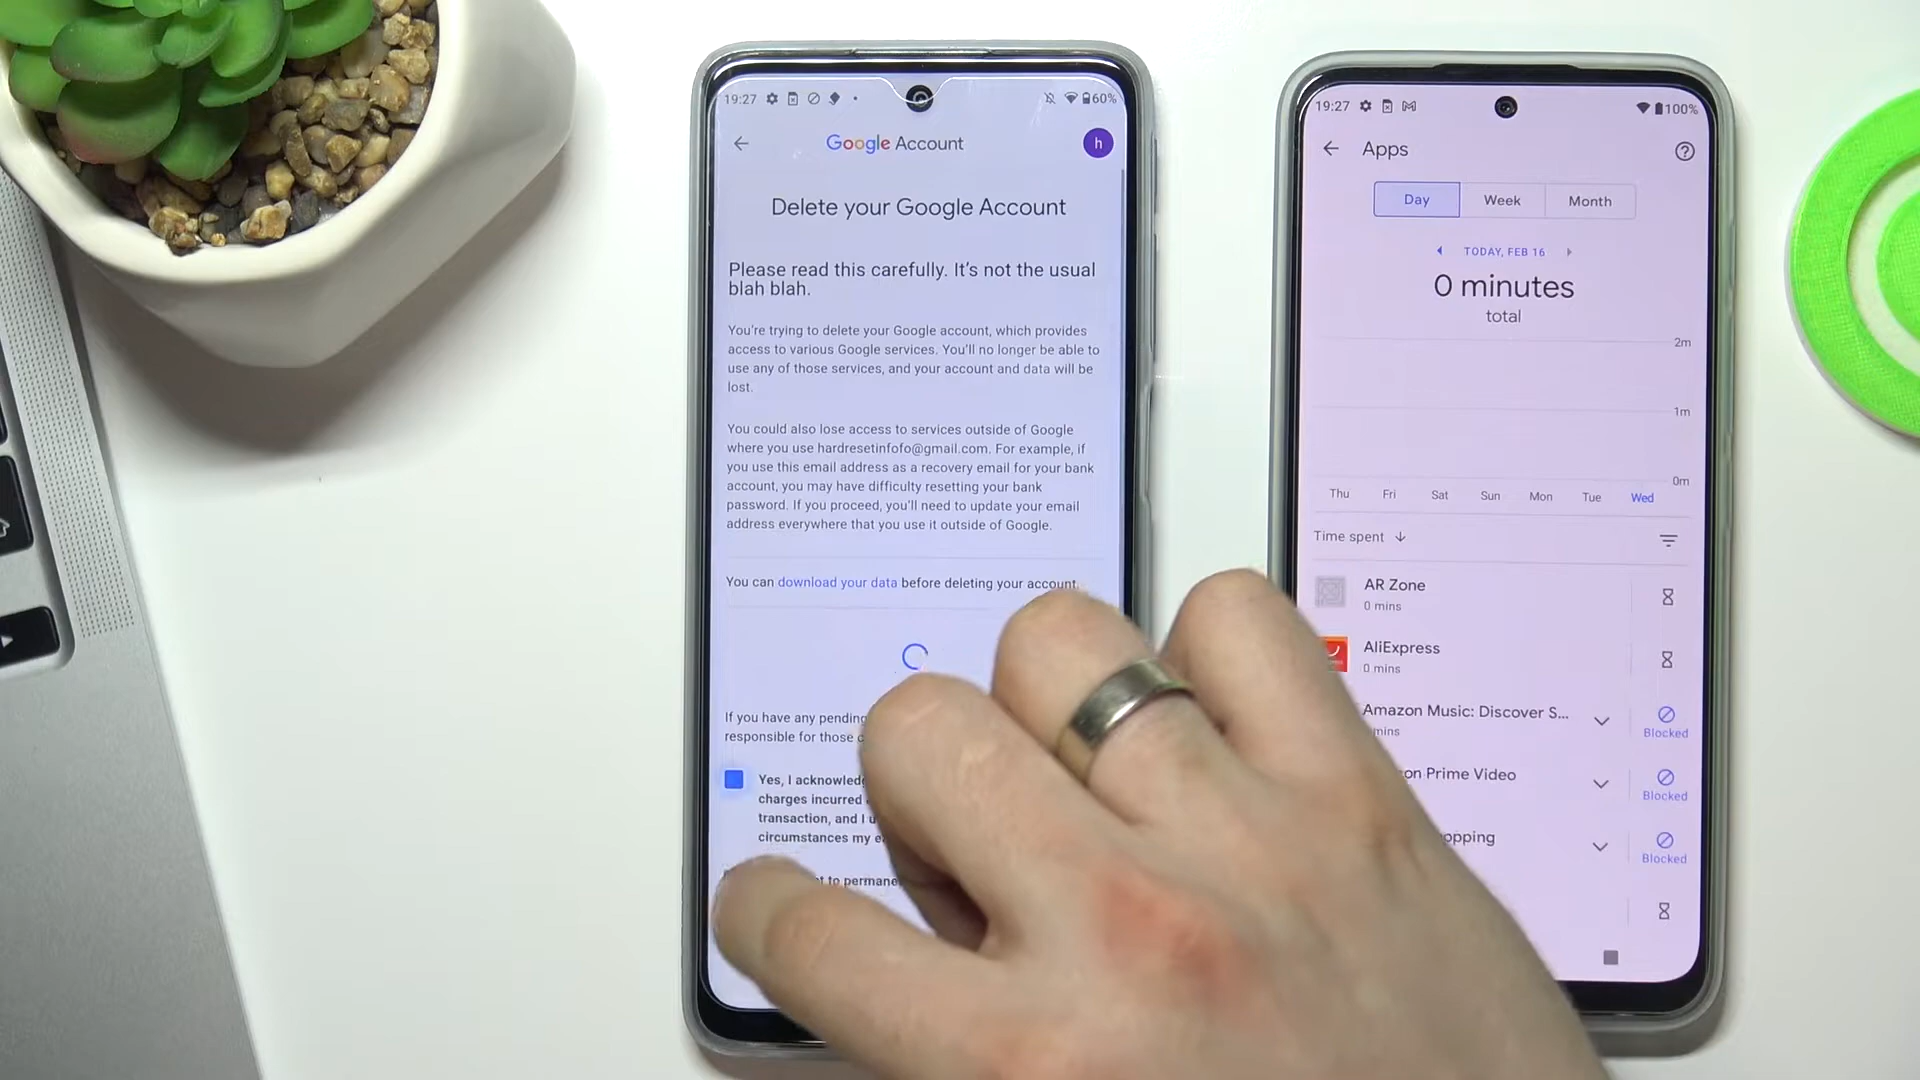 19:27
60%
Google Account
h
Delete your Google Account
Please read this carefully. It's not the usual
blah blah.
You're trying to delete your Google account, which provides
access to various Google services. You'll no longer be able to
use any of those services, and your account and data will be
lost.
You could also lose access to services outside of Google
where you use hardresetinfofo@gmail.com. For example, if
you use this email address as a recovery email for your bank
account, you may have difficulty resetting your bank
password. If you proceed, you'll need to update your email
address everywhere that you use it outside of Google.
You can download your data before deleting your account.
If you have any pending
responsible for those
Yes, I acknowled
charges incurred
transaction, and I
circumstances my
to permane
19:27
100%
Apps
Day Week Month
TODAY, FEB 16
0 minutes
total
2m
1m
0m
Thu Fri Sat Sun Mon Tue Wed
Time spent
AR Zone
0 mins
AliExpress
0 mins
Amazon Music: Discover S...
mins
Blocked
on Prime Video
Blocked
opping
Blocked